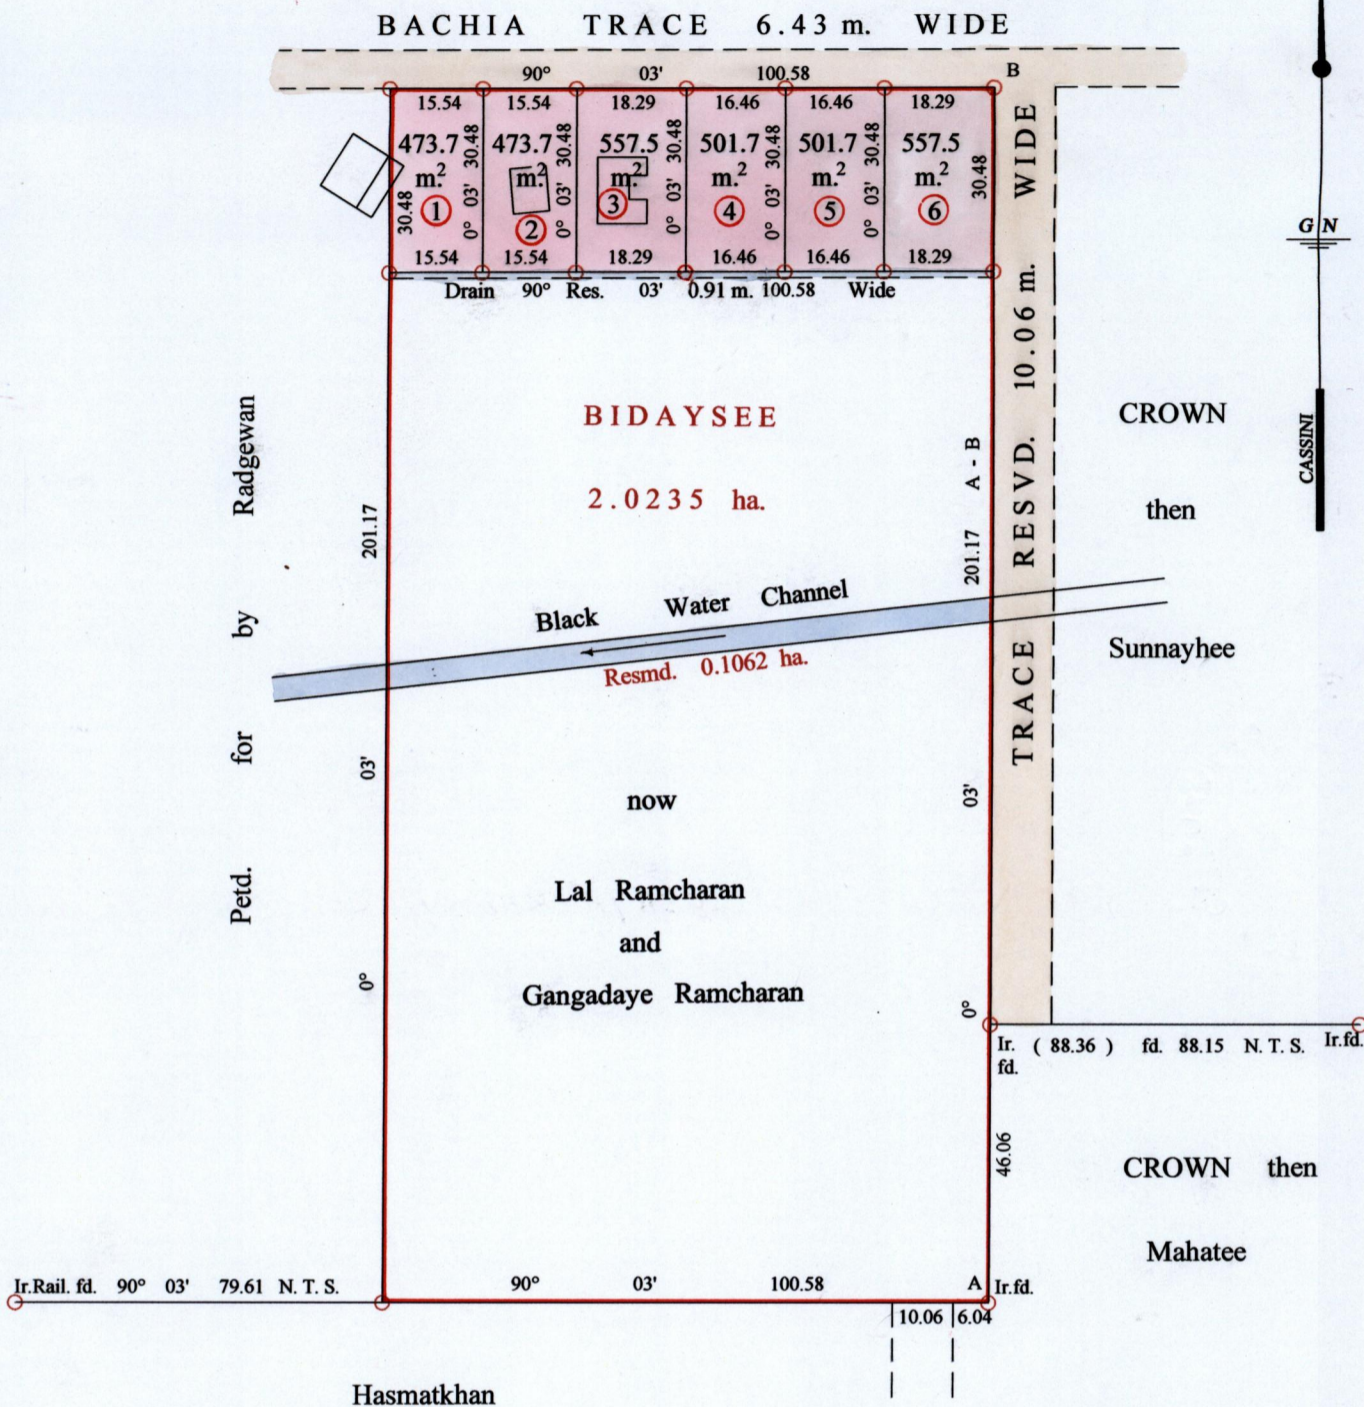 BACHIA TRACE 6.43 m. WIDE
90° 03' 100.58
B
15.54 15.54 18.29 16.46 16.46 18.29
473.7 473.7 557.5 501.7 501.7 557.5
m.² m.² m.² m.² m.² m.²
30.48 30.48 30.48 30.48 30.48 30.48 30.48
0° 03' 0° 03' 0° 03' 0° 03' 0° 03'
1 2 3 4 5 6
15.54 15.54 18.29 16.46 16.46 18.29
Drain 90° Res. 03' 0.91 m. 100.58 Wide
TRACE RESVD. 10.06 m. WIDE
G N
CASSINI
Petd. for by Radgewan
0° 03' 201.17
BIDAYSEE
2.0235 ha.
0° 03' 201.17 A - B
CROWN
then
Sunnayhee
Black Water Channel
Resmd. 0.1062 ha.
now
Lal Ramcharan
and
Gangadaye Ramcharan
Ir. ( 88.36 ) fd. 88.15 N. T. S. Ir.fd.
fd.
46.06
CROWN then
Mahatee
Ir.Rail. fd. 90° 03' 79.61 N. T. S.
90° 03' 100.58 A Ir.fd.
10.06 6.04
Hasmatkhan